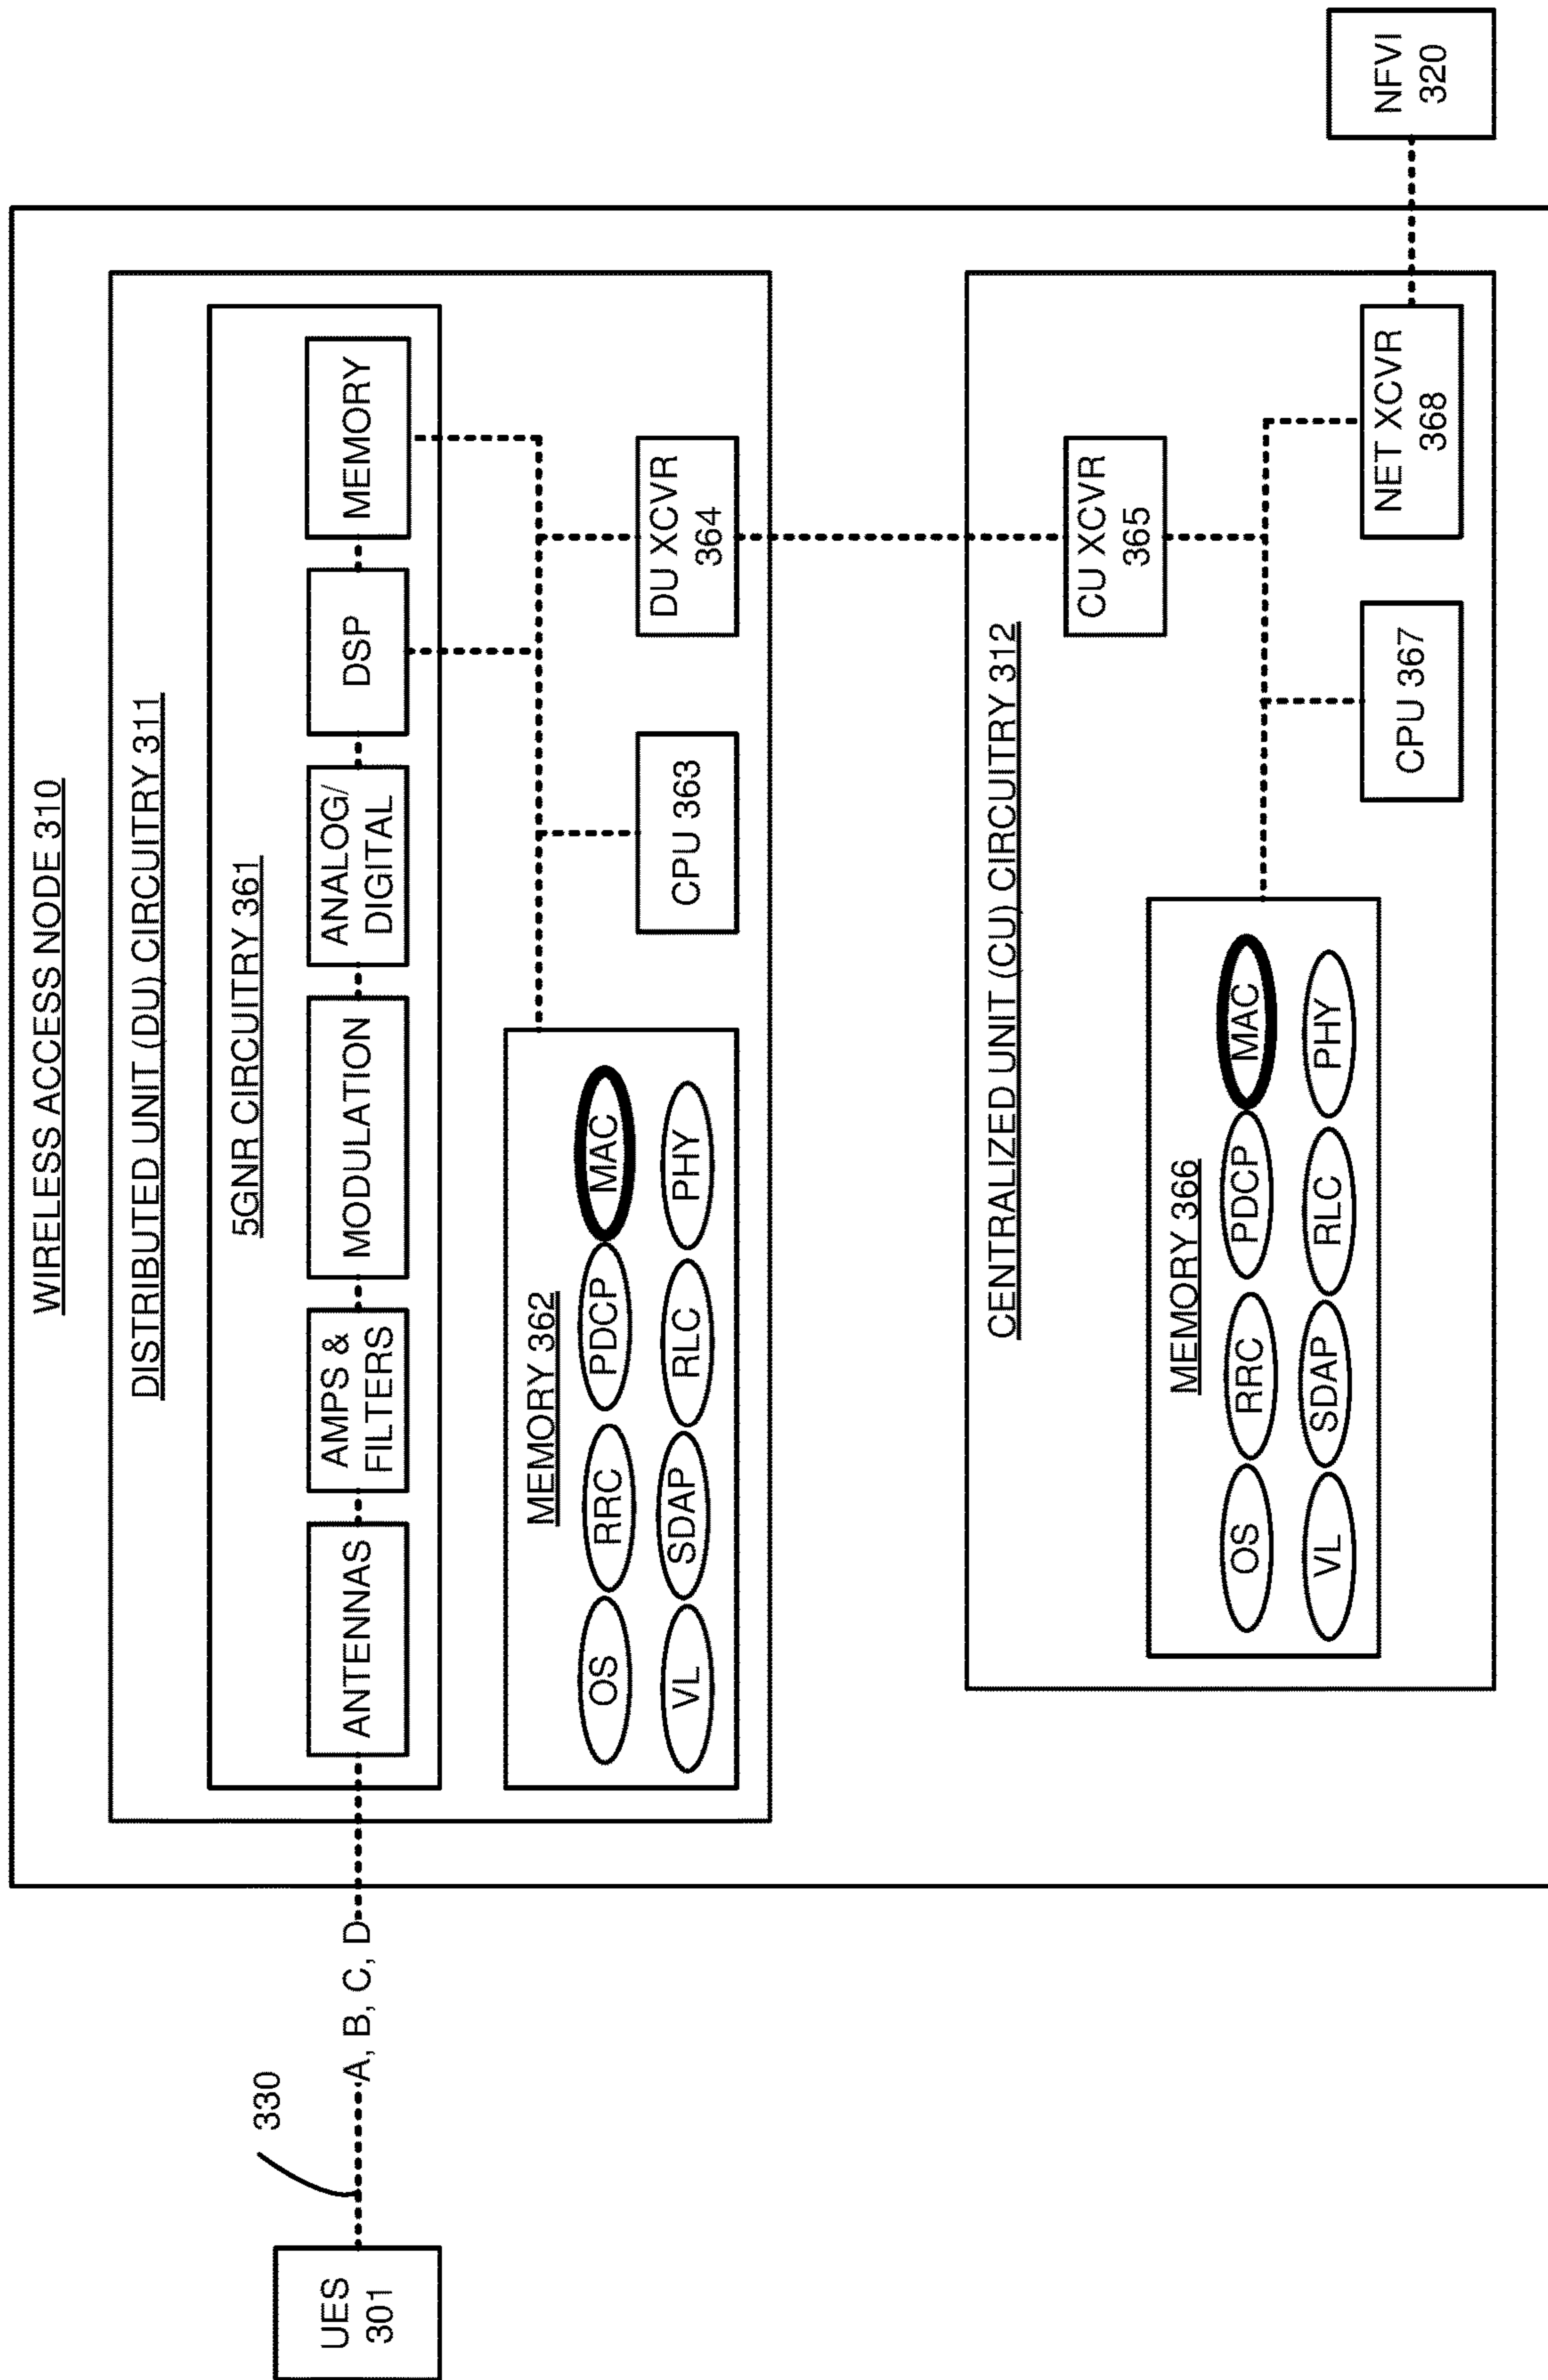 WIRELESS ACCESS NODE 310
DISTRIBUTED UNIT (DU) CIRCUITRY 311
5GNR CIRCUITRY 361
ANTENNAS
AMPS &
FILTERS
MODULATION
ANALOG/
DIGITAL
DSP
MEMORY
UES
301
330
A, B, C, D
MEMORY 362
OS
RRC
PDCP
MAC
VL
SDAP
RLC
PHY
CPU 363
DU XCVR
364
CENTRALIZED UNIT (CU) CIRCUITRY 312
CU XCVR
365
MEMORY 366
OS
RRC
PDCP
MAC
VL
SDAP
RLC
PHY
CPU 367
NET XCVR
368
NFVI
320